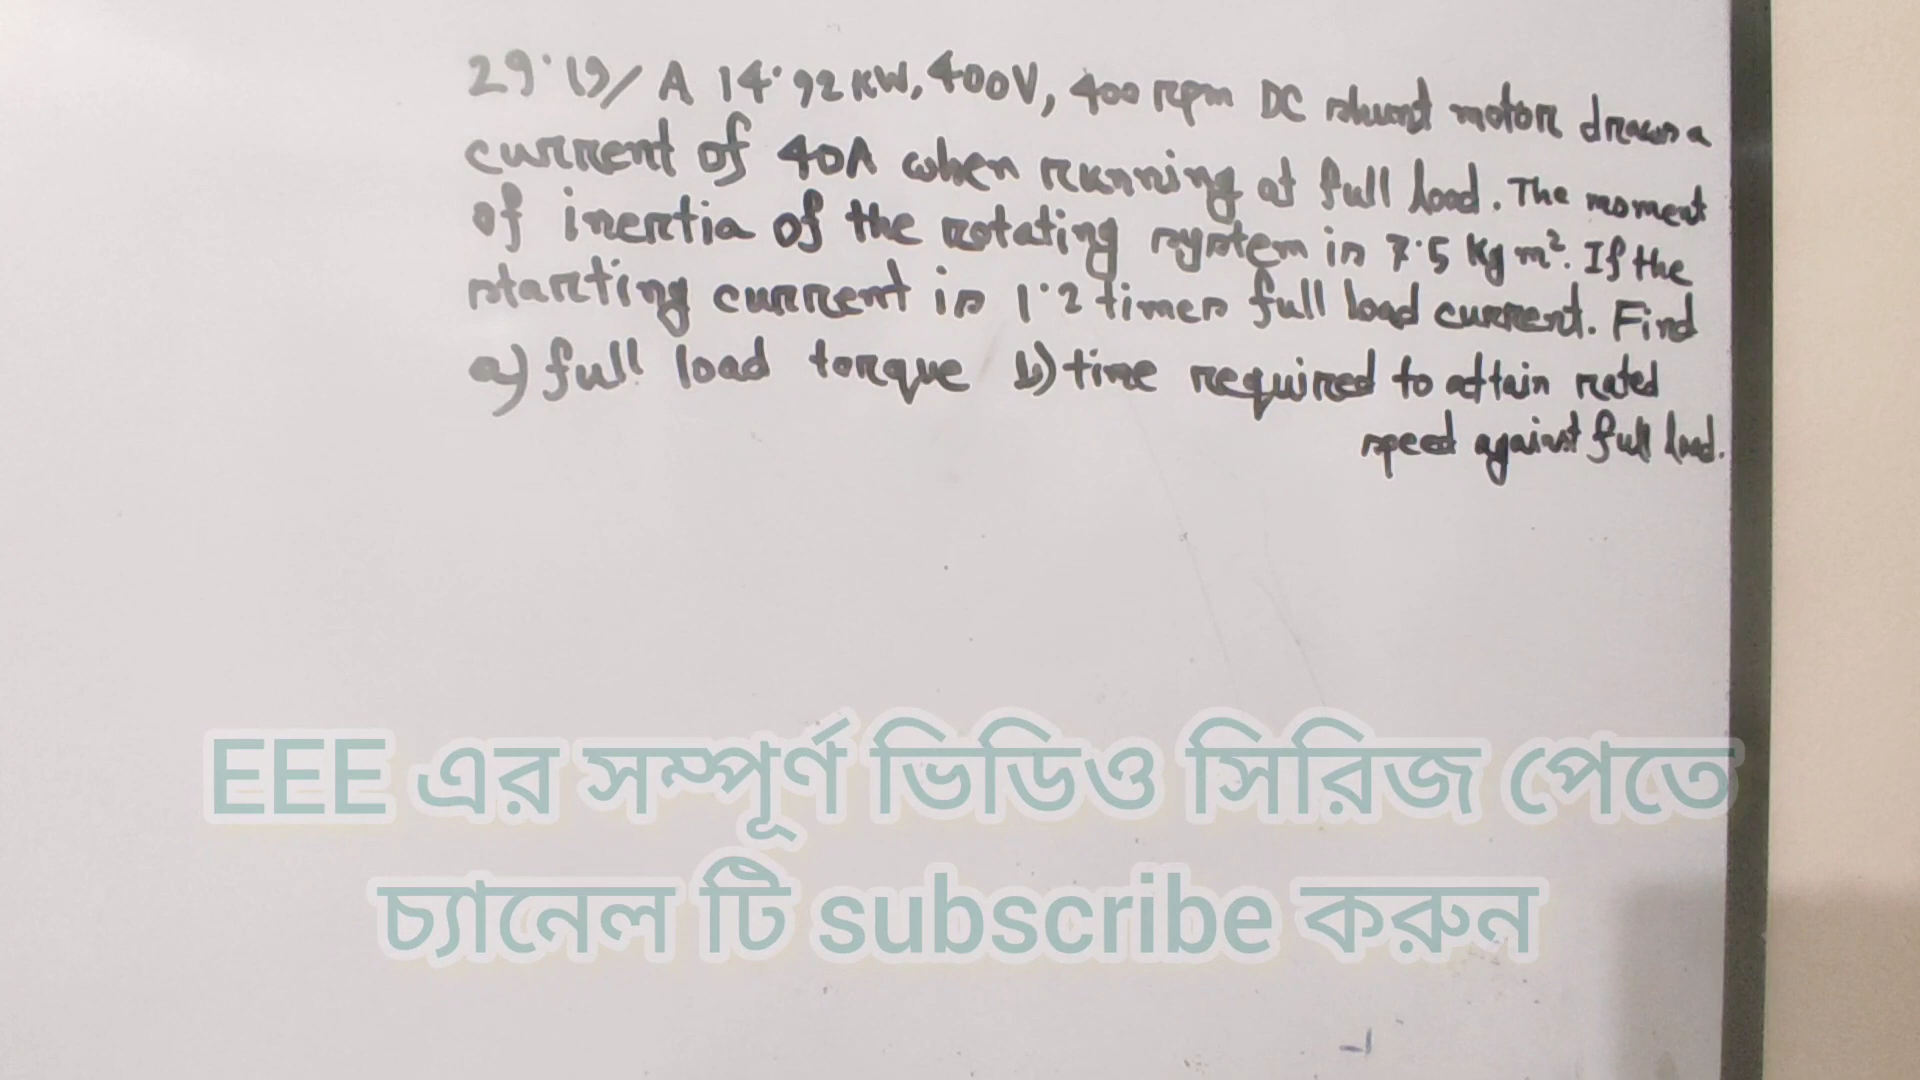 29.19/ A 14.92 KW, 400V, 400 rpm DC shunt motor draws a
current of 40A when running at full load. The moment
of inertia of the rotating system is 7.5 Kg m². If the
starting current is 1.2 times full load current. Find
a) full load torque b) time required to attain rated
speed against full load.
EEE এর সম্পূর্ণ ভিডিও সিরিজ পেতে
চ্যানেল টি subscribe করুন